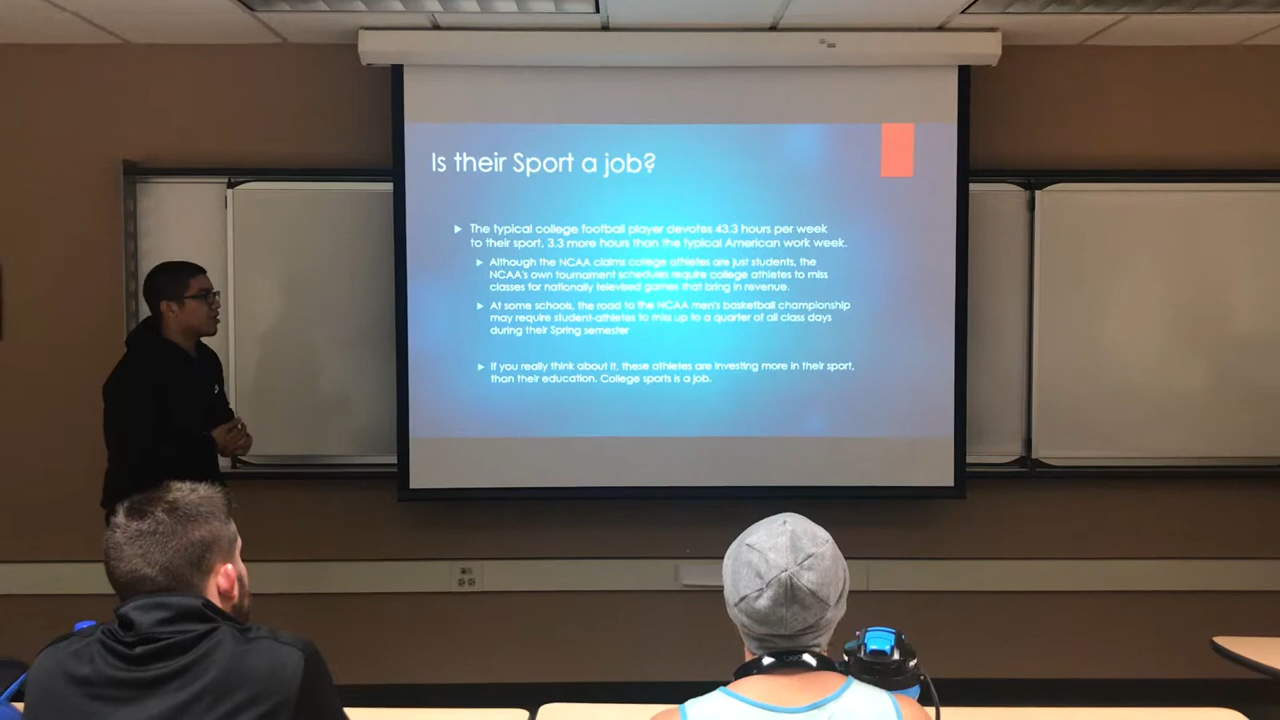 Is their Sport a job?
The typical college football player devotes 43.3 hours per week
to their sport, 3.3 more hours than the typical American work week.
Although the NCAA claims college athletes are just students, the
NCAA's own tournament schedules require college athletes to miss
classes for nationally televised games that bring in revenue.
At some schools, the road to the NCAA men's basketball championship
may require student-athletes to miss up to a quarter of all class days
during their Spring semester
If you really think about it, these athletes are investing more in their sport,
than their education. College sports is a job.